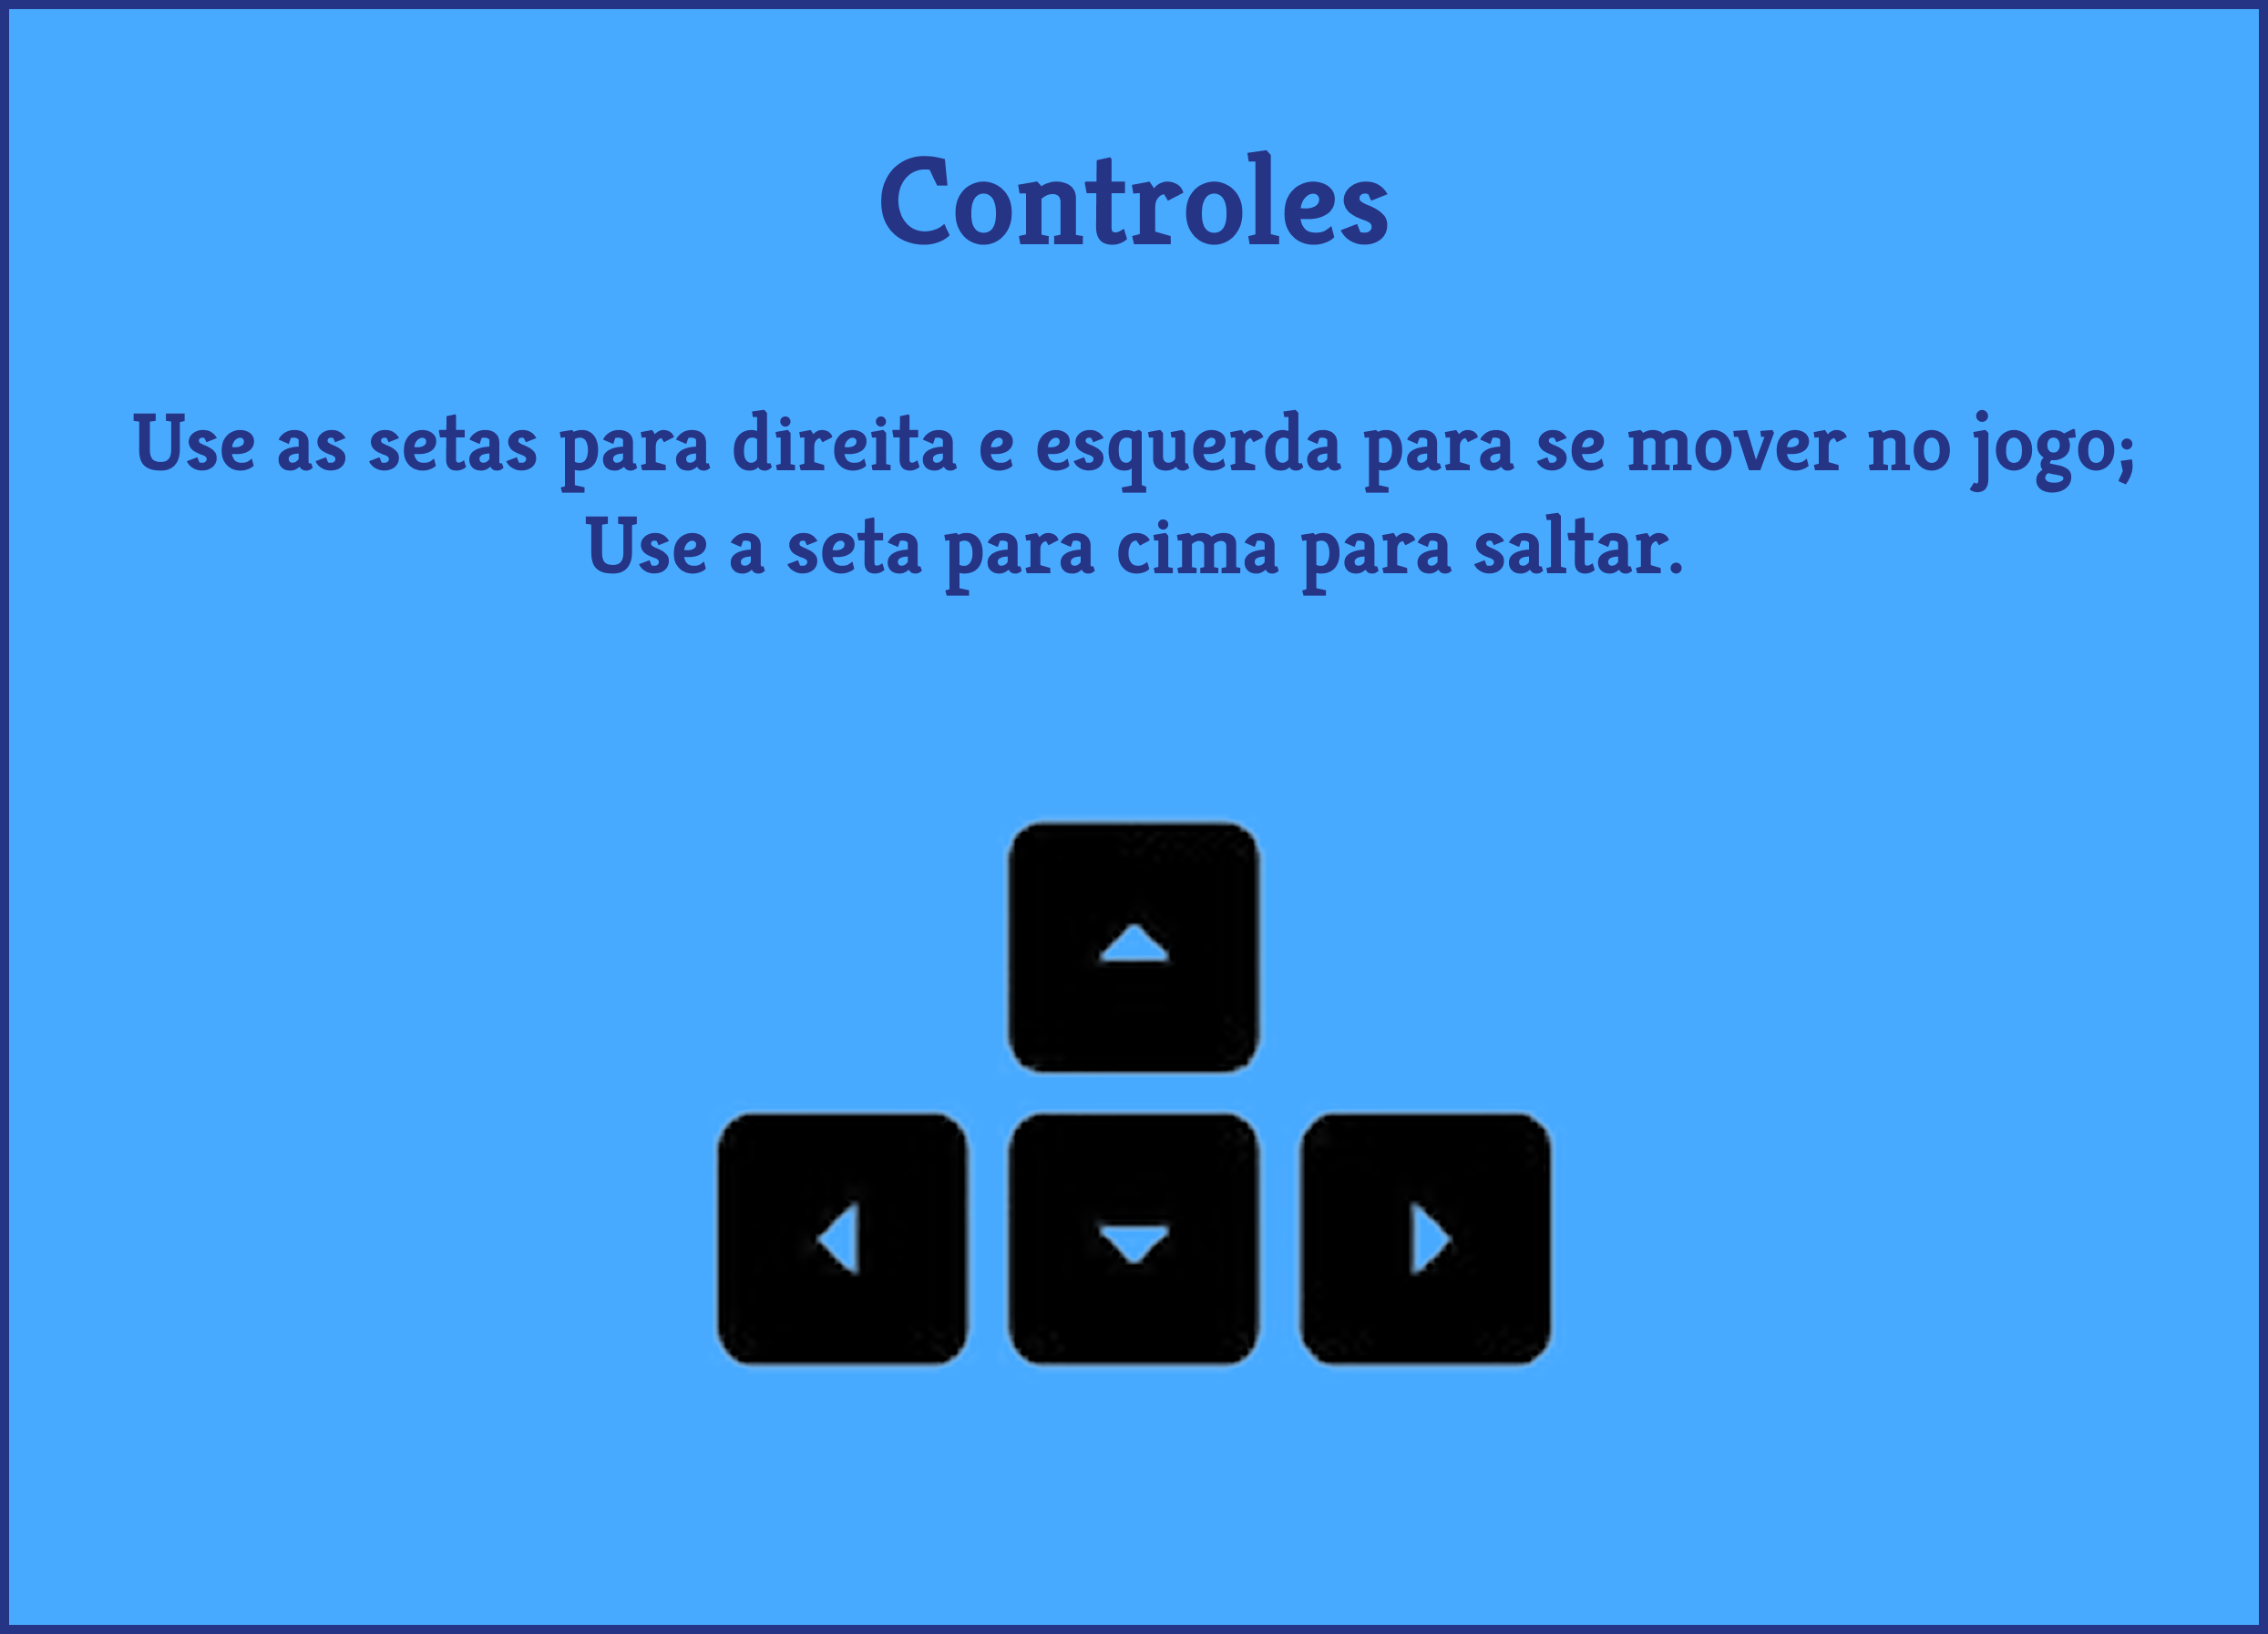 Controles
Use as setas para direita e esquerda para se mover no jogo;
Use a seta para cima para saltar.